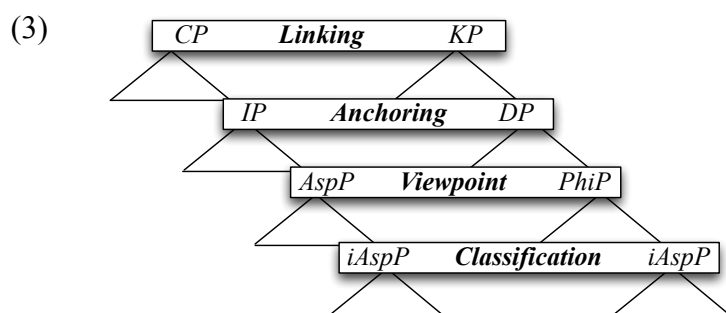 (3)
CP Linking KP
IP Anchoring DP
AspP Viewpoint PhiP
iAspP Classification iAspP